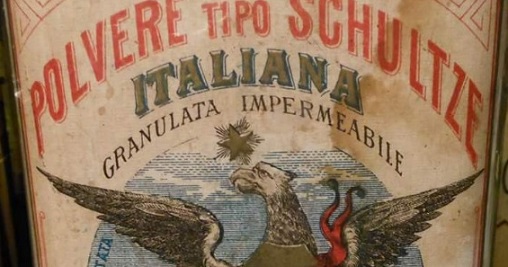 POLVERE TIPO SCHULTZE
ITALIANA
GRANULATA IMPERMEABILE